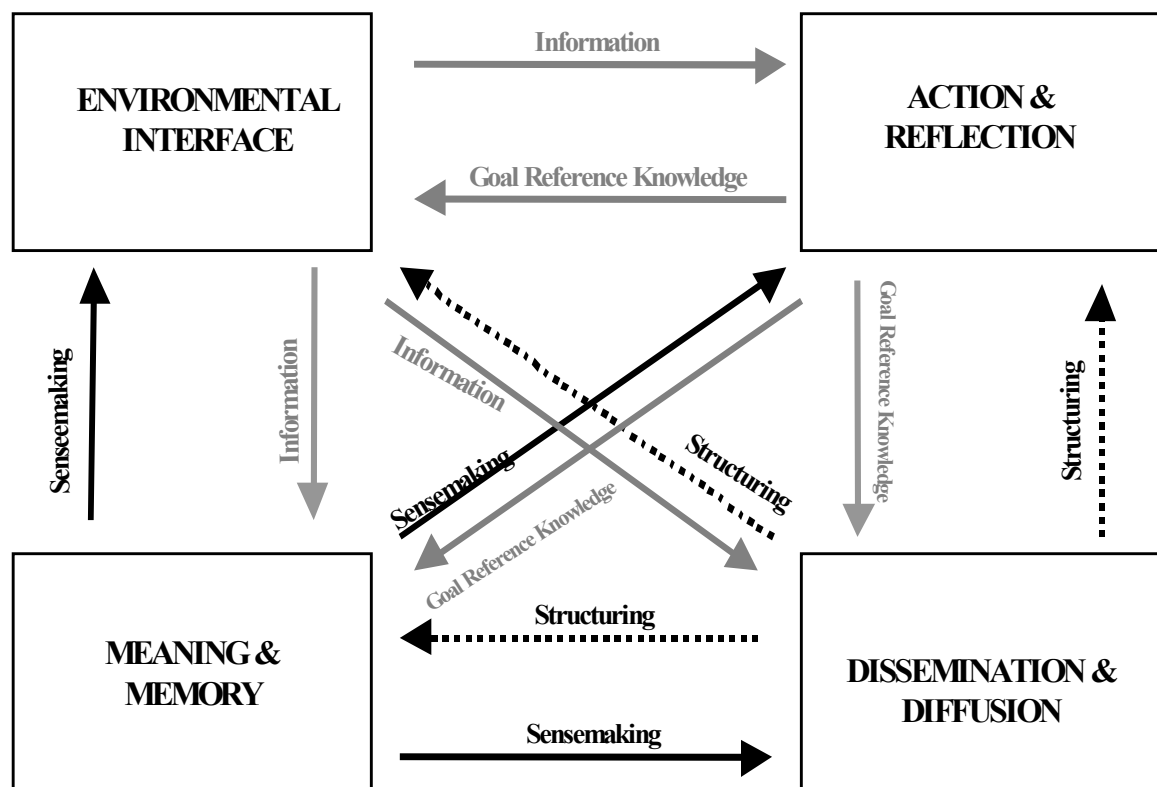 Information
ENVIRONMENTAL
INTERFACE
ACTION &
REFLECTION
Goal Reference Knowledge
Senseemaking
Information
Information
Sensemaking
Goal Reference Knowledge
Structuring
Goal Reference Knowledge
Structuring
Structuring
MEANING &
MEMORY
DISSEMINATION &
DIFFUSION
Sensemaking